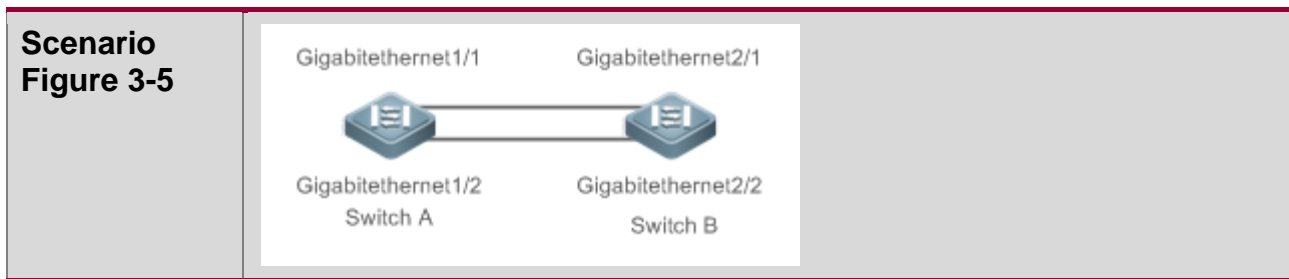 Scenario
Figure 3-5
Gigabitethernet1/1
Gigabitethernet2/1
Gigabitethernet1/2
Gigabitethernet2/2
Switch A
Switch B